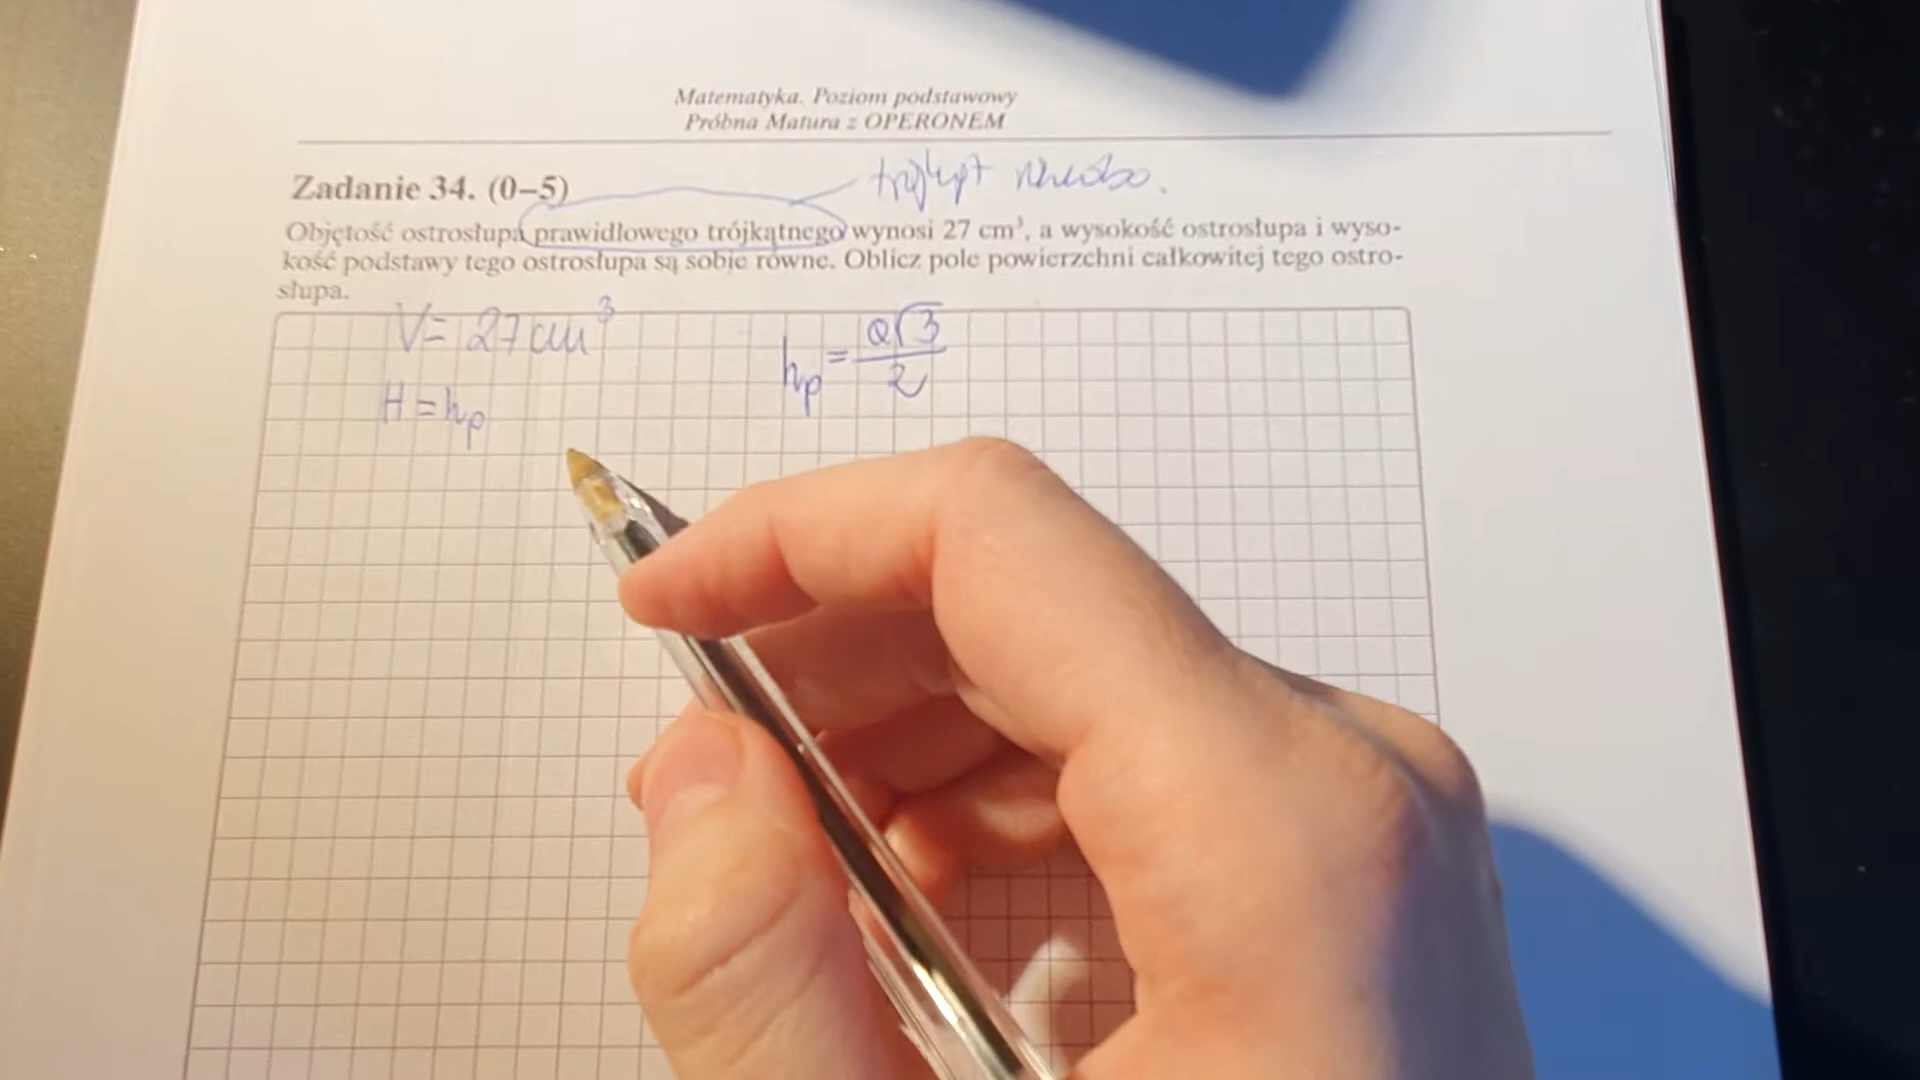 Matematyka. Poziom podstawowy
Próbna Matura z OPERONEM
Zadanie 34. (0–5)
Objętość ostrosłupa prawidłowego trójkątnego wynosi 27 cm³, a wysokość ostrosłupa i wyso-
kość podstawy tego ostrosłupa są sobie równe. Oblicz pole powierzchni całkowitej tego ostro-
słupa.
V = 27 cm³
hp = a√3/2
H = hp